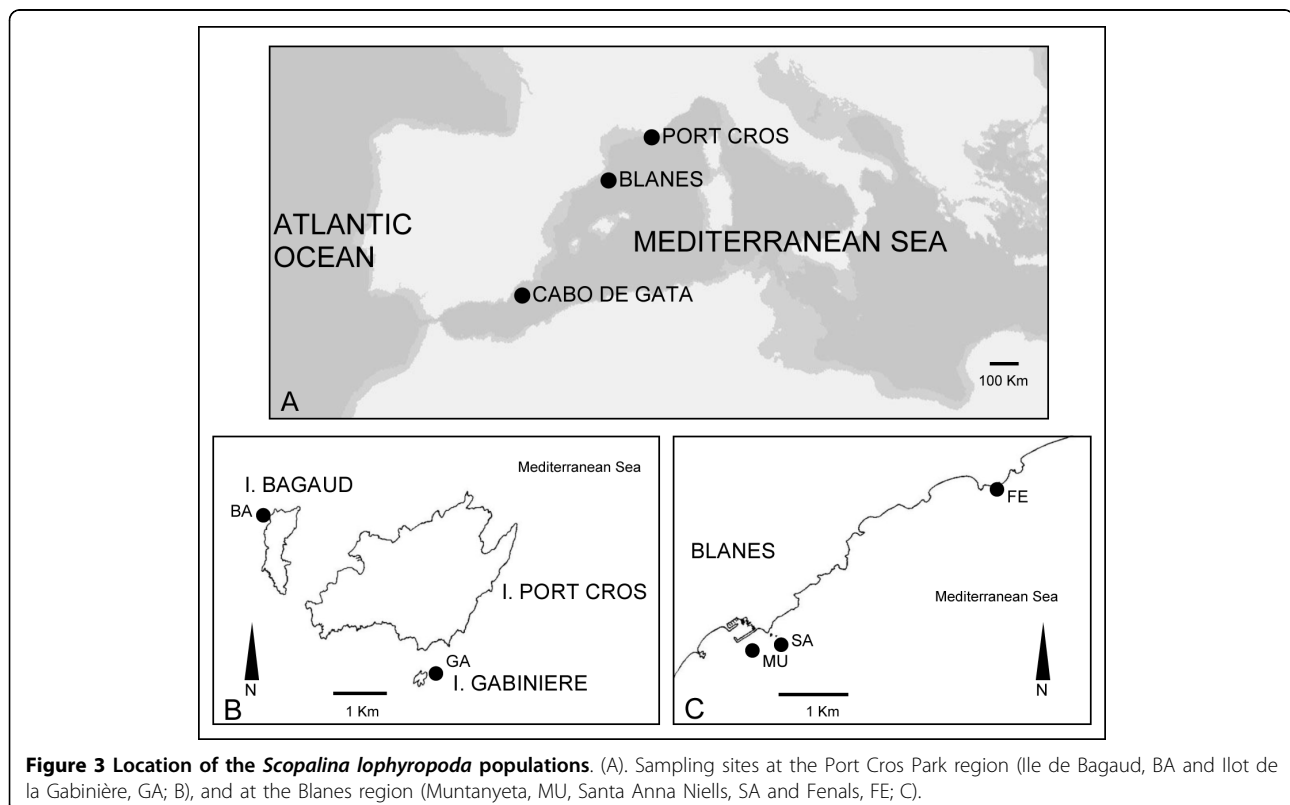 PORT CROS
BLANES
ATLANTIC
OCEAN
MEDITERRANEAN SEA
CABO DE GATA
100 Km
A
Mediterranean Sea
I. BAGAUD
BA
I. PORT CROS
GA
I. GABINIERE
N
1 Km
B
FE
BLANES
Mediterranean Sea
SA
MU
N
1 Km
C
Figure 3 Location of the Scopalina lophyropoda populations. (A). Sampling sites at the Port Cros Park region (Ile de Bagaud, BA and Ilot de
la Gabinière, GA; B), and at the Blanes region (Muntanyeta, MU, Santa Anna Niells, SA and Fenals, FE; C).